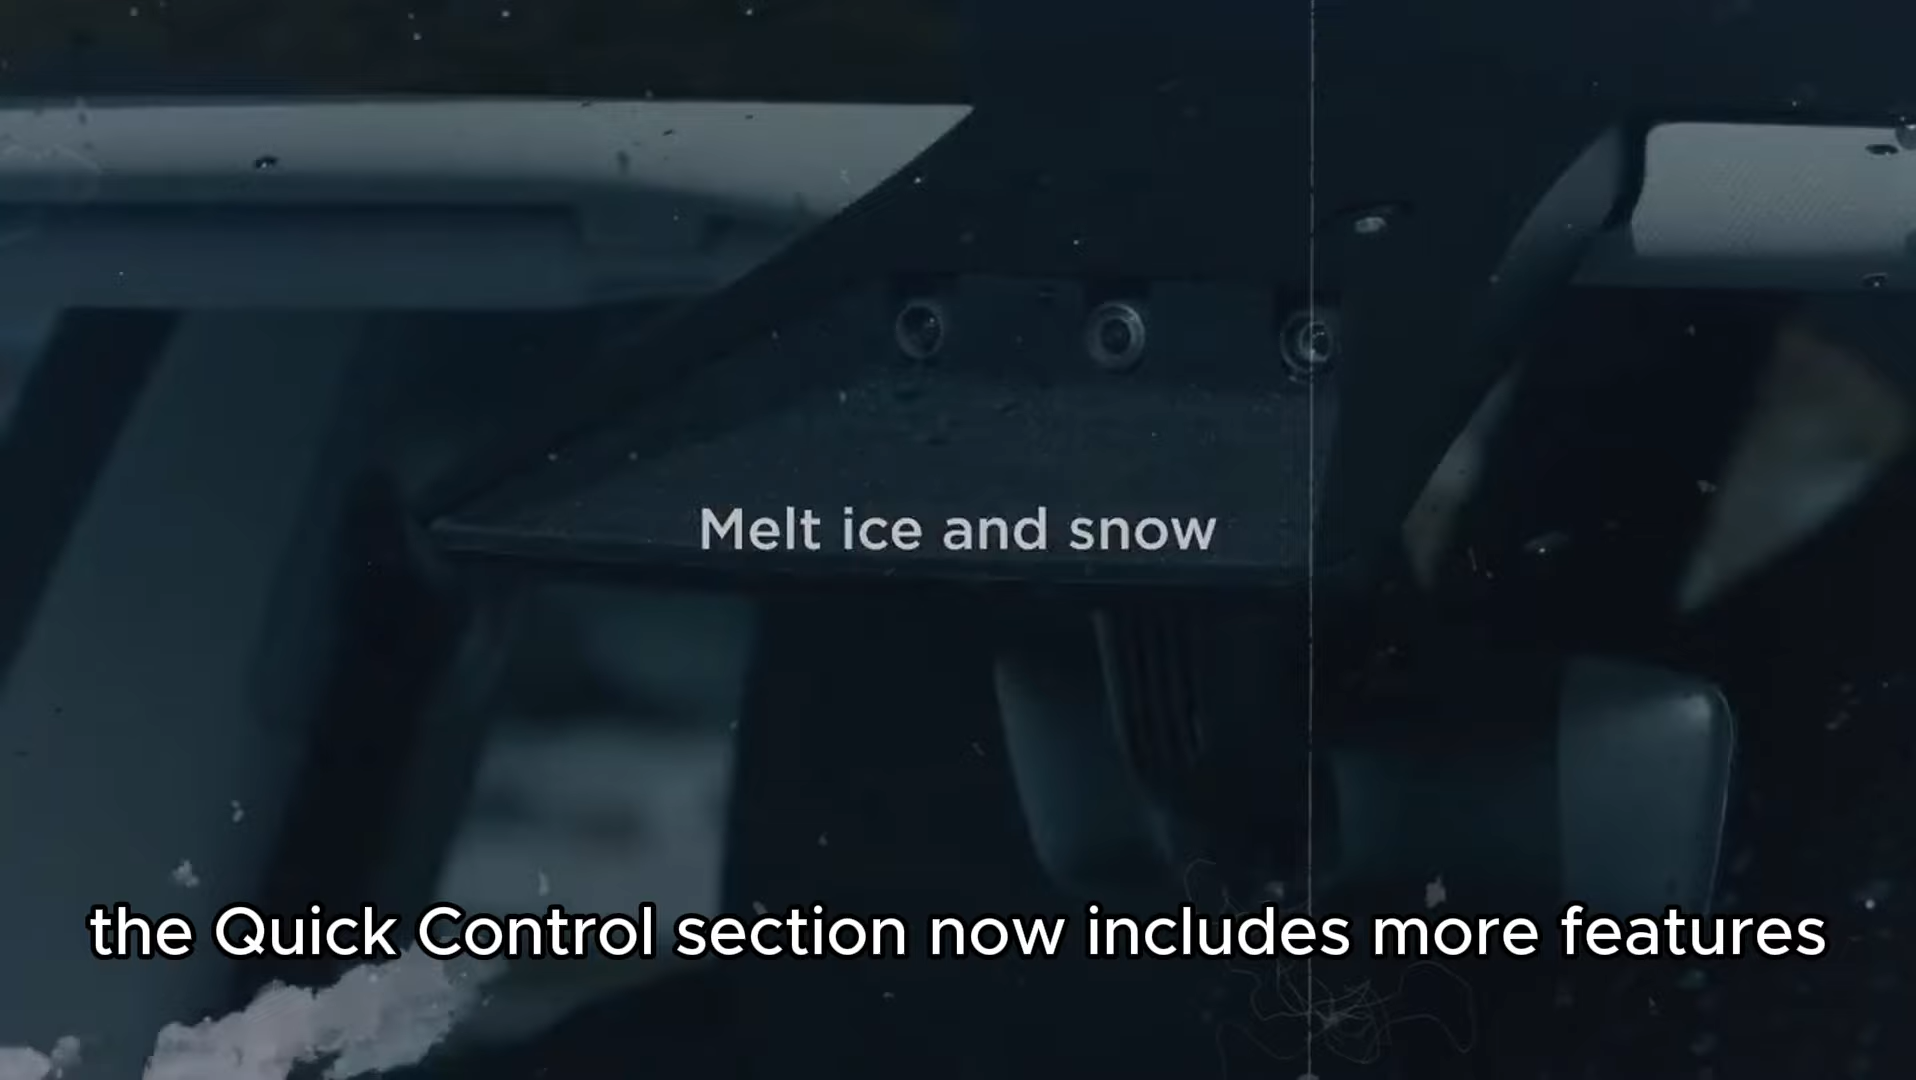 Melt ice and snow
the Quick Control section now includes more features